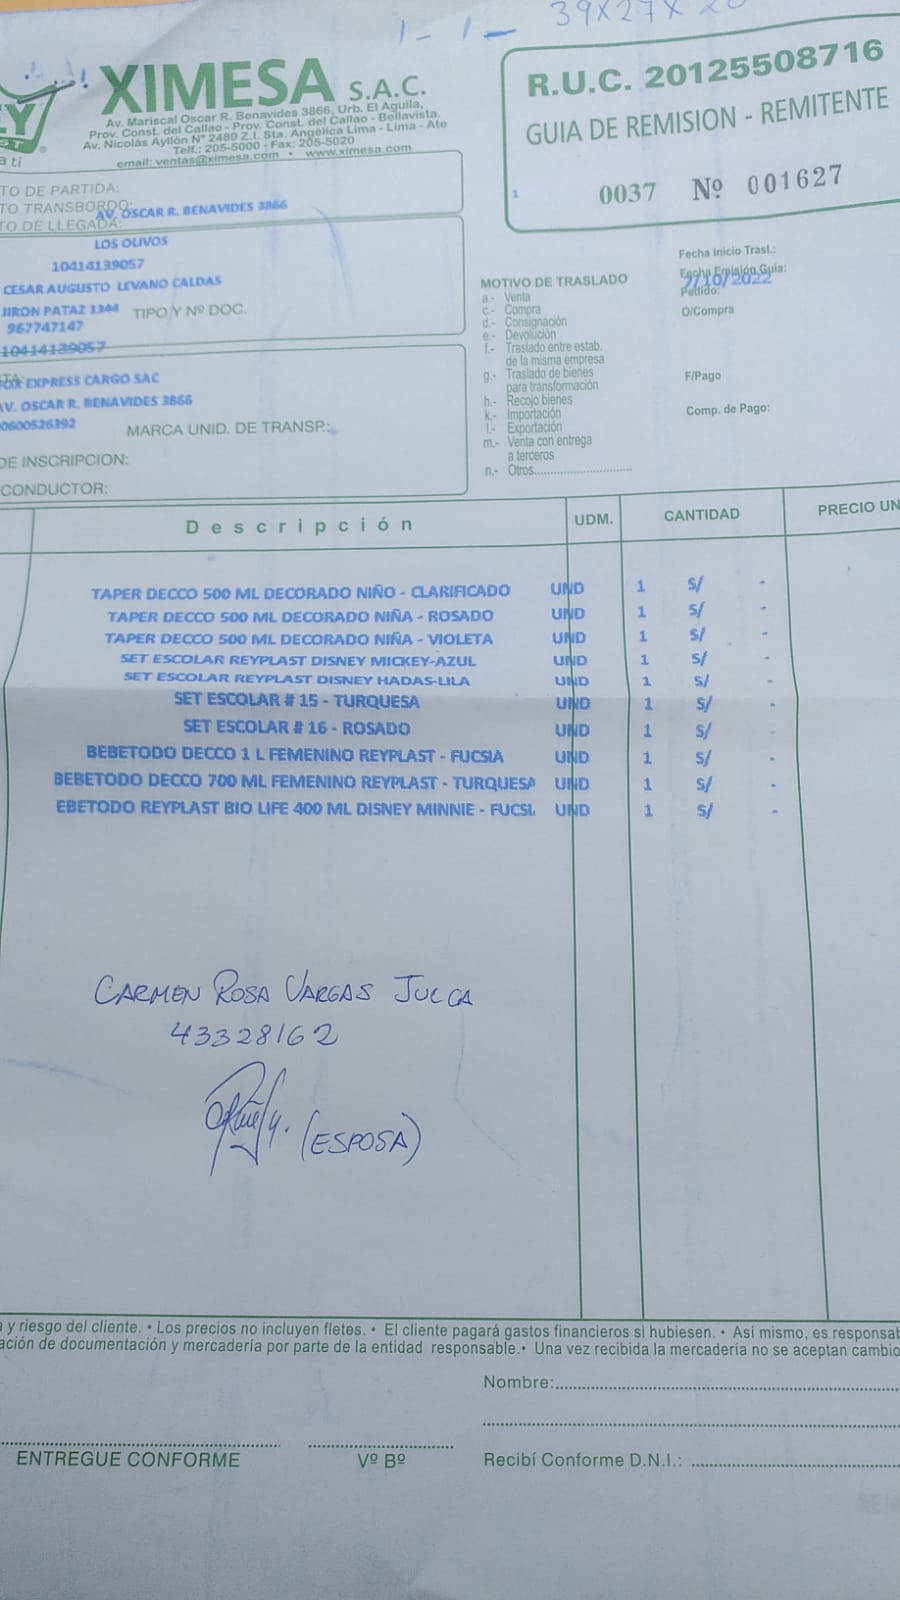 1 - 1 - 39X27X20
XIMESA S.A.C.
Av. Mariscal Oscar R. Benavides 3866, Urb. El Aguila,
Prov. Const. del Callao - Prov. Const. del Callao - Bellavista.
Av. Nicolas Ayllón Nº 2480 Z.I. Sta. Angélica Lima - Lima - Ate
Telf.: 205-5000 - Fax: 205-5020
email: ventas@ximesa.com • www.ximesa.com
R.U.C. 20125508716
GUIA DE REMISION - REMITENTE
1
0037 Nº 001627
TO DE PARTIDA:
TO TRANSBORDO:
AV. OSCAR R. BENAVIDES 3866
TO DE LLEGADA:
LOS OLIVOS
10414139057
CESAR AUGUSTO LEVANO CALDAS
JIRON PATAZ 1344 TIPO Y Nº DOC.
967747147
10414139057
EXPRESS CARGO SAC
AV. OSCAR R. BENAVIDES 3866
0600526392
MARCA UNID. DE TRANSP.:
DE INSCRIPCION:
CONDUCTOR:
MOTIVO DE TRASLADO
a.- Venta
c.- Compra
d.- Consignación
e.- Devolución
f.- Traslado entre estab.
de la misma empresa
g.- Traslado de bienes
para transformación
h.- Recojo bienes
k.- Importación
l.- Exportación
m.- Venta con entrega
a terceros
n.- Otros..............................
Fecha Inicio Trasl.:
Fecha Emisión Guia:
7/10/2022
Pedido:
O/Compra
F/Pago
Comp. de Pago:
Descripción UDM. CANTIDAD PRECIO UN
TAPER DECCO 500 ML DECORADO NIÑO - CLARIFICADO UND 1 S/ -
TAPER DECCO 500 ML DECORADO NIÑA - ROSADO UND 1 S/ -
TAPER DECCO 500 ML DECORADO NIÑA - VIOLETA UND 1 S/ -
SET ESCOLAR REYPLAST DISNEY MICKEY-AZUL UND 1 S/ -
SET ESCOLAR REYPLAST DISNEY HADAS-LILA UND 1 S/ -
SET ESCOLAR # 15 - TURQUESA UND 1 S/ -
SET ESCOLAR # 16 - ROSADO UND 1 S/ -
BEBETODO DECCO 1 L FEMENINO REYPLAST - FUCSIA UND 1 S/ -
BEBETODO DECCO 700 ML FEMENINO REYPLAST - TURQUESA UND 1 S/ -
EBETODO REYPLAST BIO LIFE 400 ML DISNEY MINNIE - FUCSI. UND 1 S/ -
CARMEN ROSA VARGAS JULCA
43328162
(ESPOSA)
a y riesgo del cliente. • Los precios no incluyen fletes. • El cliente pagará gastos financieros si hubiesen. • Así mismo, es responsab
ación de documentación y mercadería por parte de la entidad responsable.• Una vez recibida la mercadería no se aceptan cambio
Nombre:
ENTREGUE CONFORME Vº Bº Recibí Conforme D.N.I.: